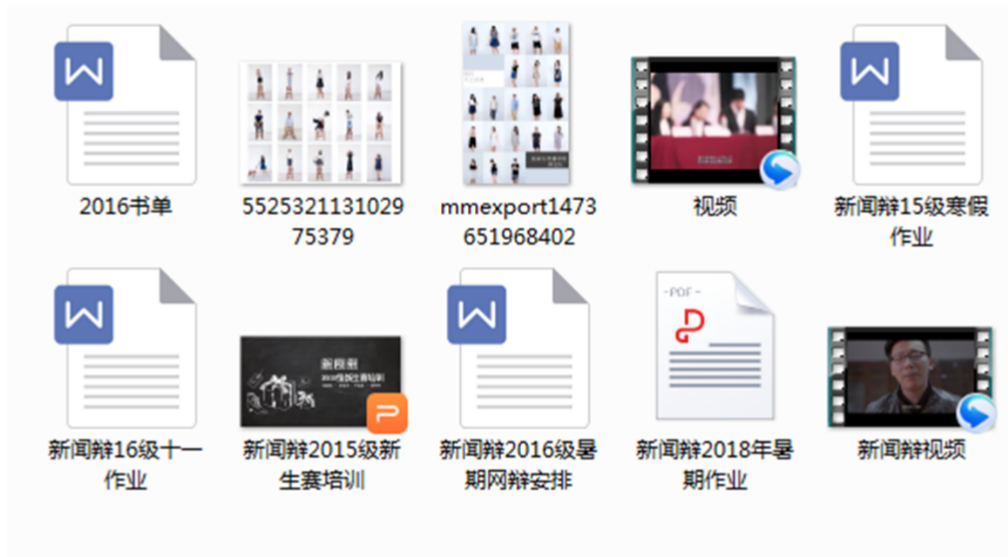 2016书单
5525321131029
75379
mmexport1473
651968402
视频
新闻辩15级寒假
作业
新闻辩16级十一
作业
新闻辩2015级新
生赛培训
新闻辩2016级暑
期网辩安排
-PDF-
新闻辩2018年暑
期作业
新闻辩视频